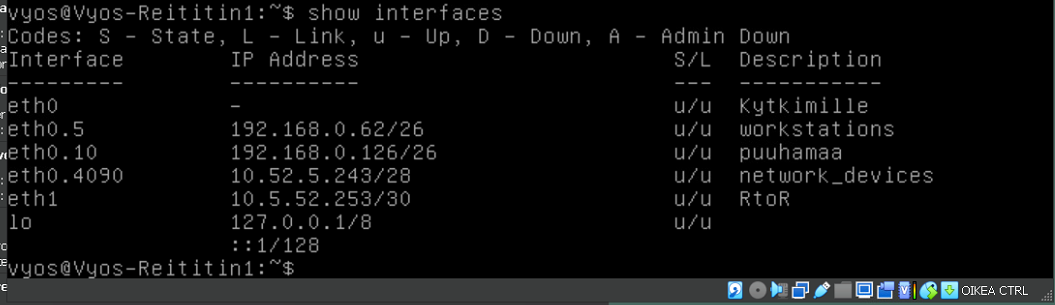 vyos@Vyos-Reititin1:~$ show interfaces
Codes: S - State, L - Link, u - Up, D - Down, A - Admin Down
Interface        IP Address                        S/L  Description
---------        ----------                        ---  -----------
eth0             -                                 u/u  Kytkimille
eth0.5           192.168.0.62/26                   u/u  workstations
eth0.10          192.168.0.126/26                  u/u  puuhamaa
eth0.4090        10.52.5.243/28                    u/u  network_devices
eth1             10.5.52.253/30                    u/u  RtoR
lo               127.0.0.1/8                       u/u
                 ::1/128
vyos@Vyos-Reititin1:~$
OIKEA CTRL